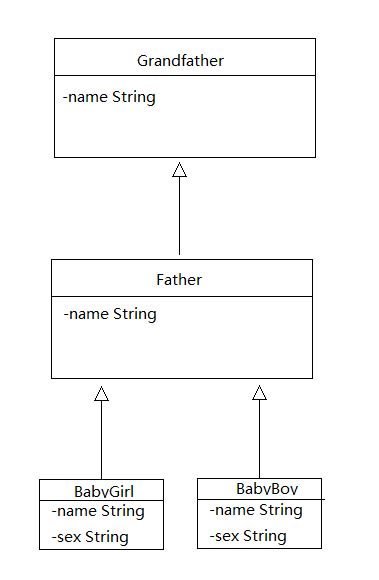 Grandfather
-name String
Father
-name String
BabyGirl
-name String
-sex String
BabyBoy
-name String
-sex String